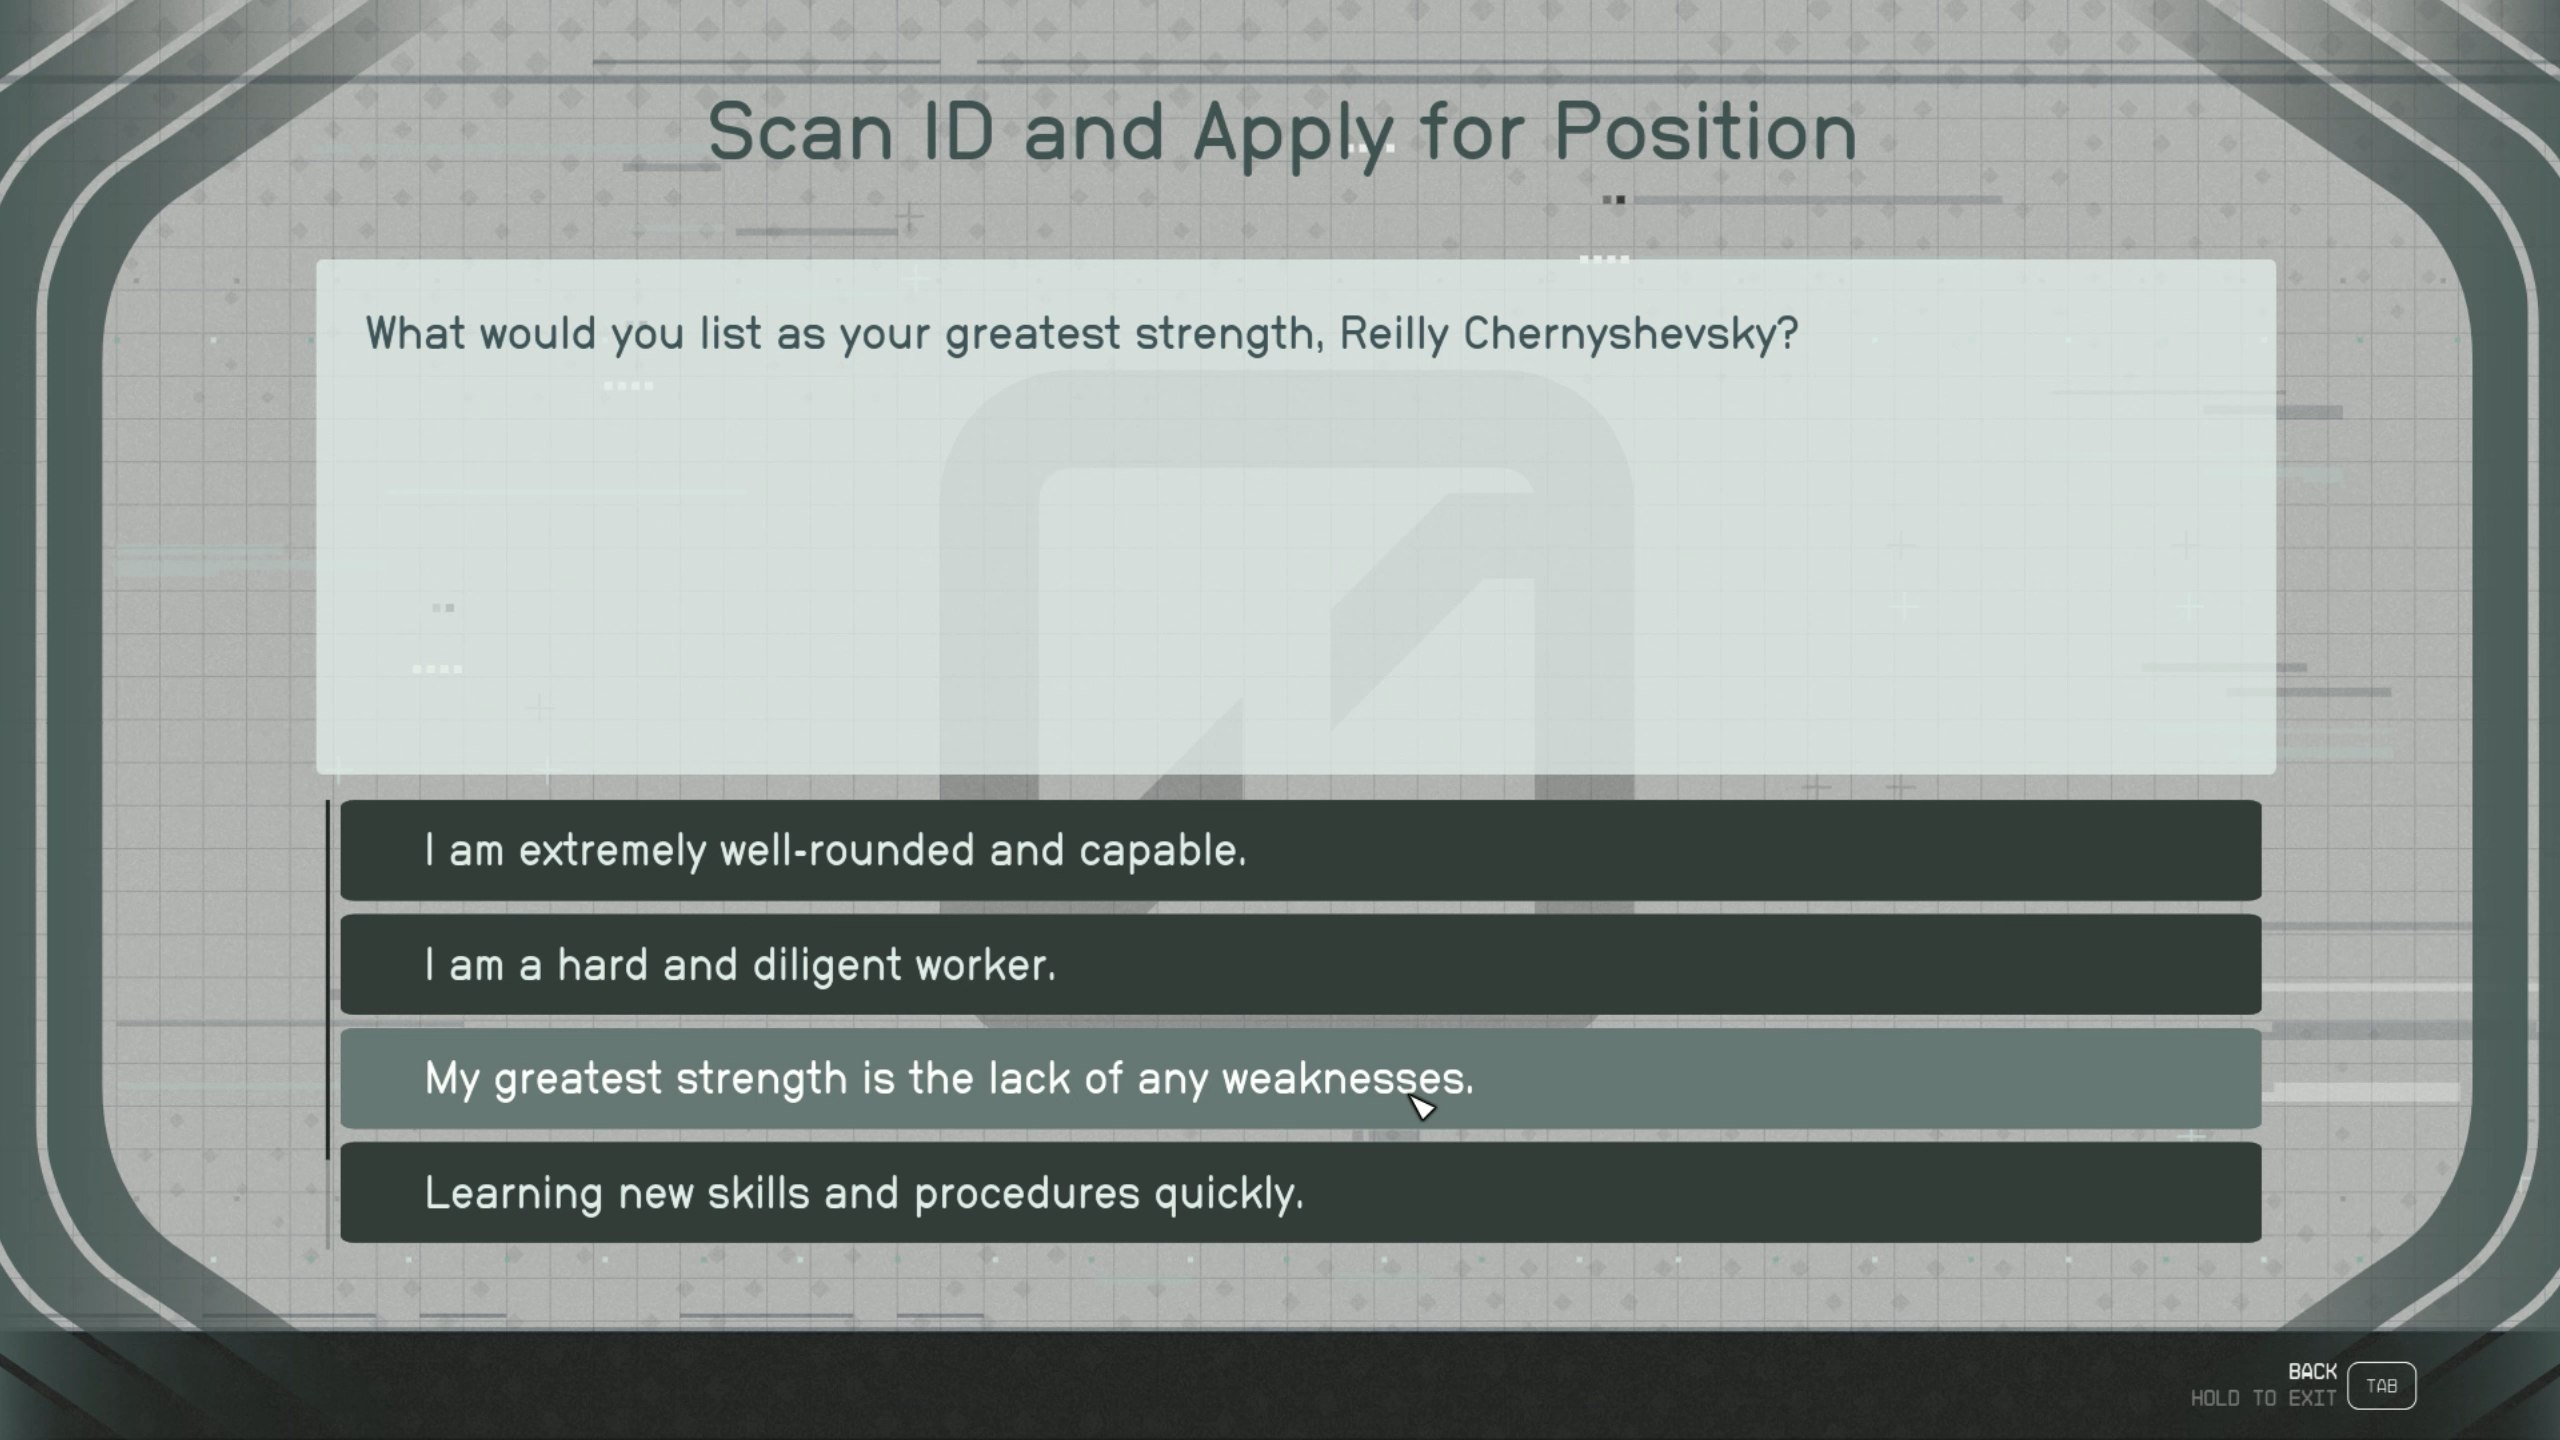 Scan ID and Apply for Position
What would you list as your greatest strength, Reilly Chernyshevsky?
I am extremely well-rounded and capable.
I am a hard and diligent worker.
My greatest strength is the lack of any weaknesses.
Learning new skills and procedures quickly.
BACK
HOLD TO EXIT
TAB